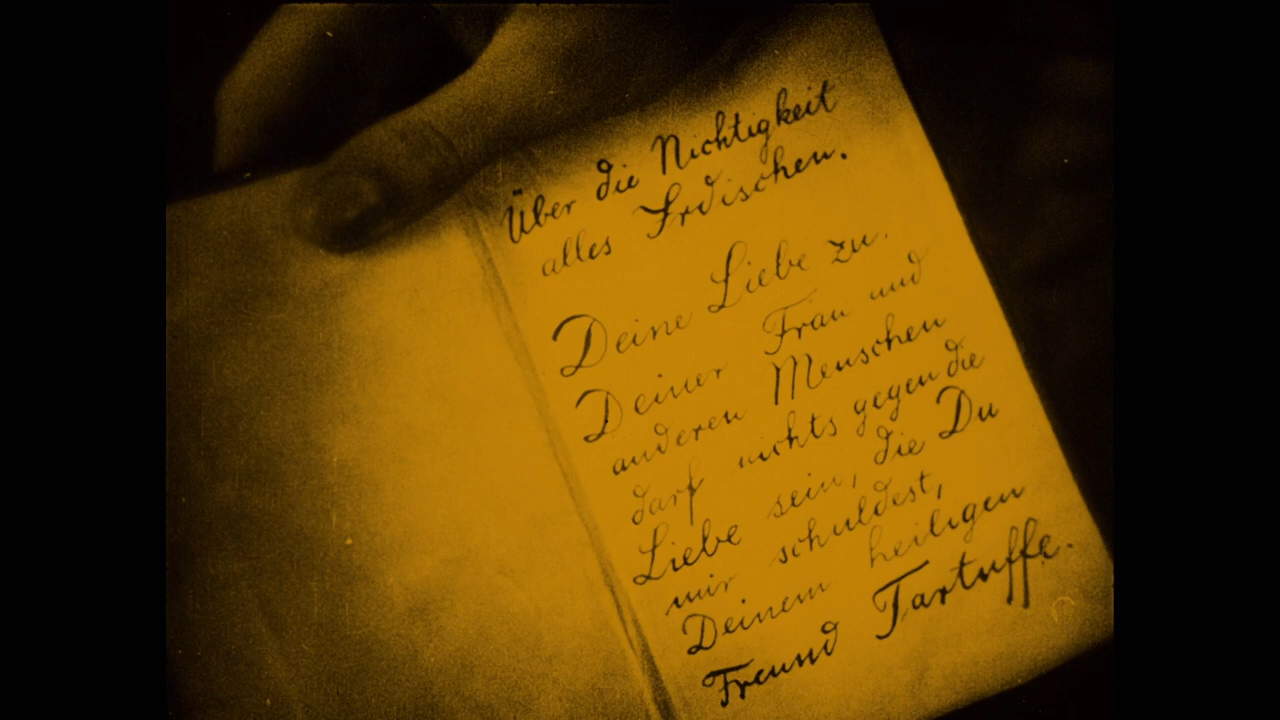 Über die Nichtigkeit
alles Irdischen.
Deine Liebe zu
Deiner Frau und
anderen Menschen
darf nichts gegen die
Liebe sein, die Du
mir schuldest,
Deinem heiligen
Freund Tartuffe.